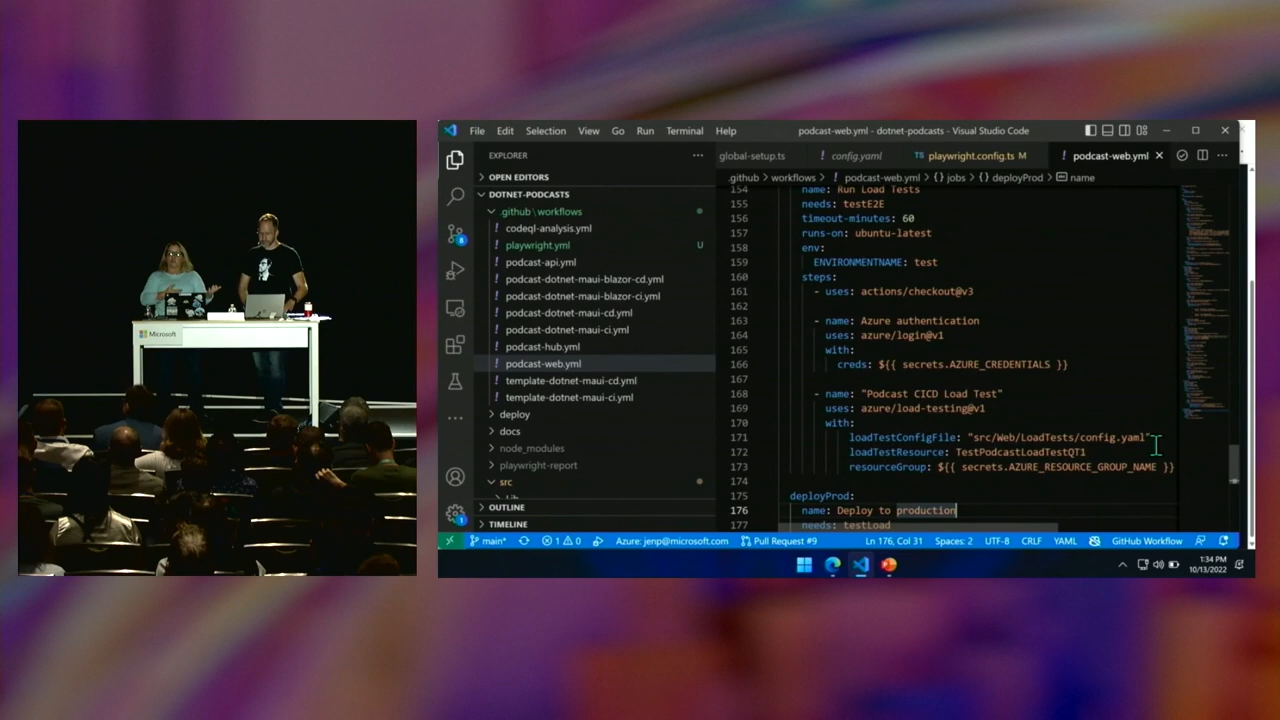 Microsoft
File Edit Selection View Go Run Terminal Help
podcast-web.yml - dotnet-podcasts - Visual Studio Code
EXPLORER
OPEN EDITORS
DOTNET-PODCASTS
.github\workflows
! codeql-analysis.yml
! playwright.yml U
! podcast-api.yml
! podcast-dotnet-maui-blazor-cd.yml
! podcast-dotnet-maui-blazor-ci.yml
! podcast-dotnet-maui-cd.yml
! podcast-dotnet-maui-ci.yml
! podcast-hub.yml
! podcast-web.yml
! template-dotnet-maui-cd.yml
! template-dotnet-maui-ci.yml
deploy
docs
node_modules
playwright-report
src
OUTLINE
TIMELINE
global-setup.ts ! config.yaml TS playwright.config.ts M ! podcast-web.yml
.github > workflows > ! podcast-web.yml > {} jobs > {} deployProd > name
154 name: Run Load Tests
155 needs: testE2E
156 timeout-minutes: 60
157 runs-on: ubuntu-latest
158 env:
159 ENVIRONMENTNAME: test
160 steps:
161 - uses: actions/checkout@v3
162
163 - name: Azure authentication
164 uses: azure/login@v1
165 with:
166 creds: ${{ secrets.AZURE_CREDENTIALS }}
167
168 - name: "Podcast CICD Load Test"
169 uses: azure/load-testing@v1
170 with:
171 loadTestConfigFile: "src/Web/LoadTests/config.yaml"
172 loadTestResource: TestPodcastLoadTestQT1
173 resourceGroup: ${{ secrets.AZURE_RESOURCE_GROUP_NAME }}
174
175 deployProd:
176 name: Deploy to production
177 needs: testLoad
main* 1 0 Azure: jenp@microsoft.com Pull Request #9 Ln 176, Col 31 Spaces: 2 UTF-8 CRLF YAML GitHub Workflow
1:34 PM
10/13/2022